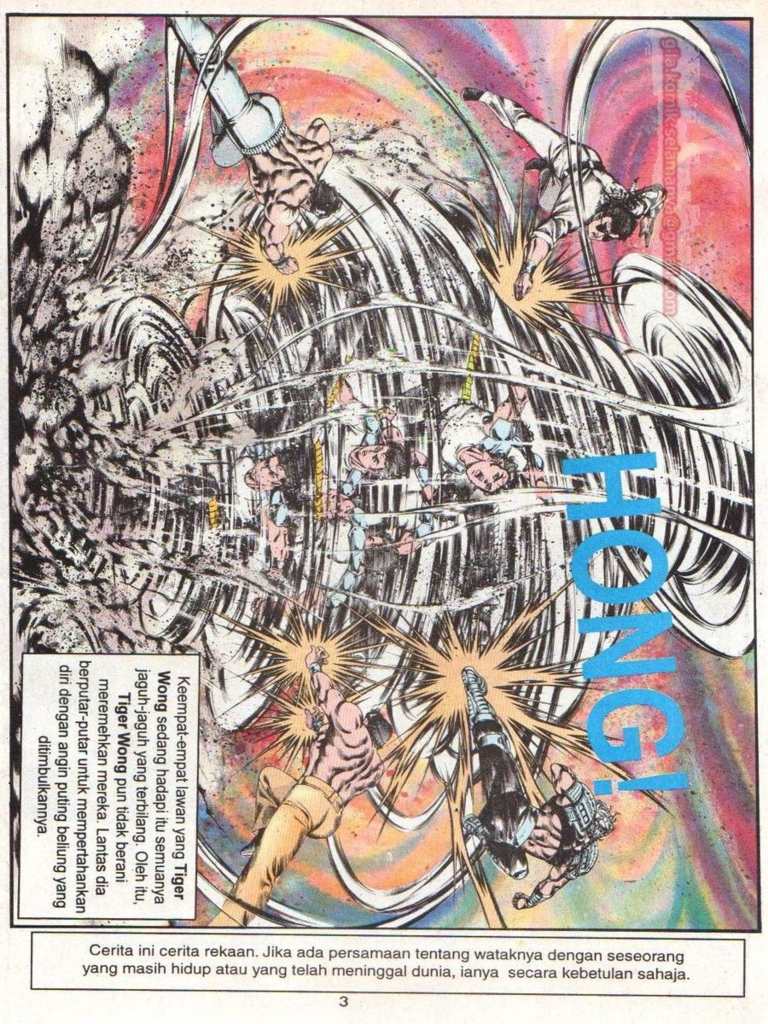 HONG!
Keempat-empat lawan yang Tiger
Wong sedang hadapi itu semuanya
jaguh-jaguh yang terbilang. Oleh itu,
Tiger Wong pun tidak berani
meremehkan mereka. Lantas dia
berputar-putar untuk mempertahankan
diri dengan angin puting beliung yang
ditimbulkannya.
Cerita ini cerita rekaan. Jika ada persamaan tentang wataknya dengan seseorang
yang masih hidup atau yang telah meninggal dunia, ianya secara kebetulan sahaja.
3